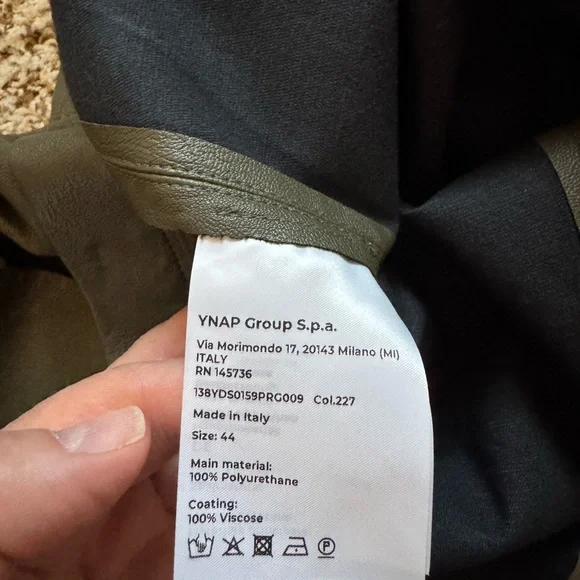 YNAP Group S.p.a.
Via Morimondo 17, 20143 Milano (MI)
ITALY
RN 145736
138YDS0159PRG009 Col.227
Made in Italy
Size: 44
Main material:
100% Polyurethane
Coating:
100% Viscose
P